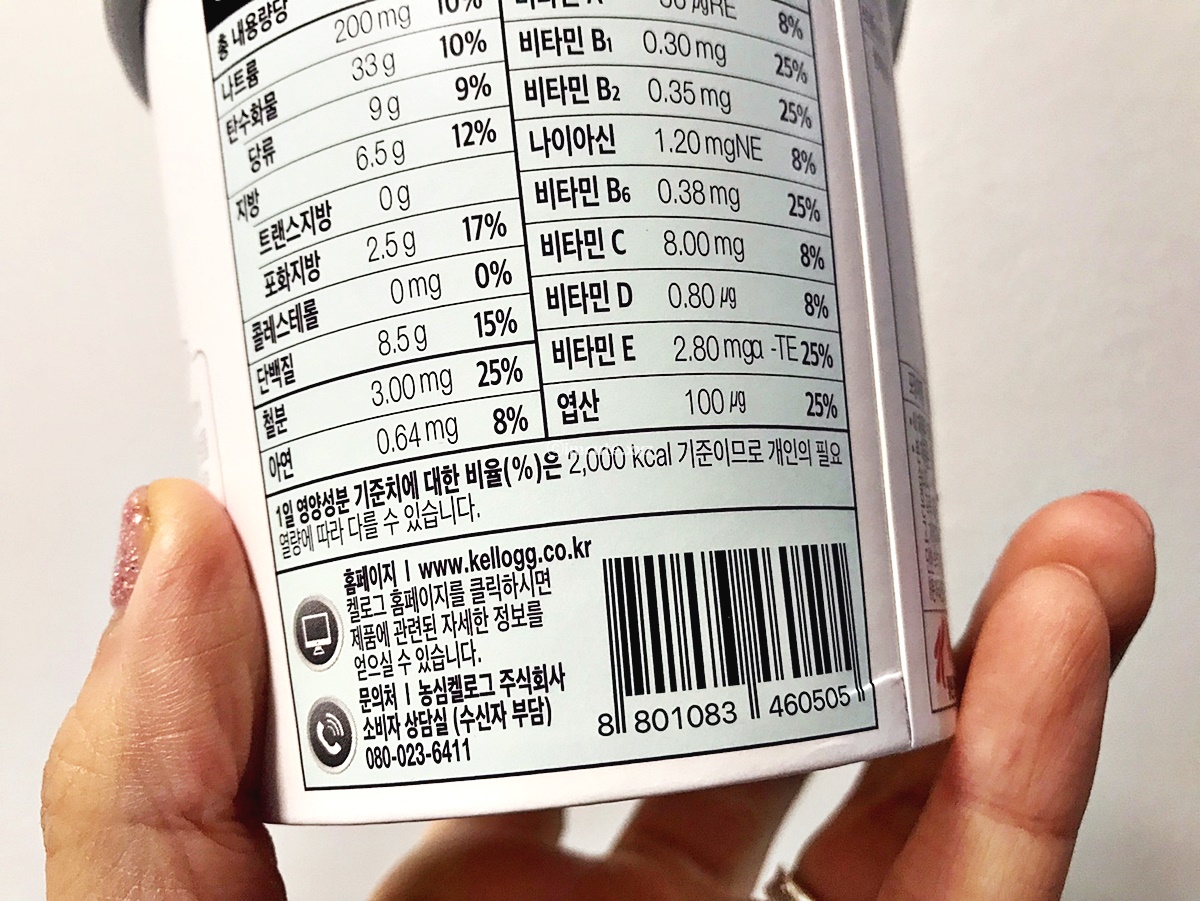 총 내용량당
나트륨 200 mg 10%
탄수화물 33 g 10%
당류 9 g 9%
지방 6.5 g 12%
트랜스지방 0 g
포화지방 2.5 g 17%
콜레스테롤 0 mg 0%
단백질 8.5 g 15%
철분 3.00 mg 25%
아연 0.64 mg 8%
비타민 A µgRE 8%
비타민 B₁ 0.30 mg 25%
비타민 B₂ 0.35 mg 25%
나이아신 1.20 mgNE 8%
비타민 B₆ 0.38 mg 25%
비타민 C 8.00 mg 8%
비타민 D 0.80 µg 8%
비타민 E 2.80 mgα -TE 25%
엽산 100 µg 25%
1일 영양성분 기준치에 대한 비율(%)은 2,000 kcal 기준이므로 개인의 필요
열량에 따라 다를 수 있습니다.
홈페이지 | www.kellogg.co.kr
켈로그 홈페이지를 클릭하시면
제품에 관련된 자세한 정보를
얻으실 수 있습니다.
문의처 | 농심켈로그 주식회사
소비자 상담실 (수신자 부담)
080-023-6411
8 801083 460505